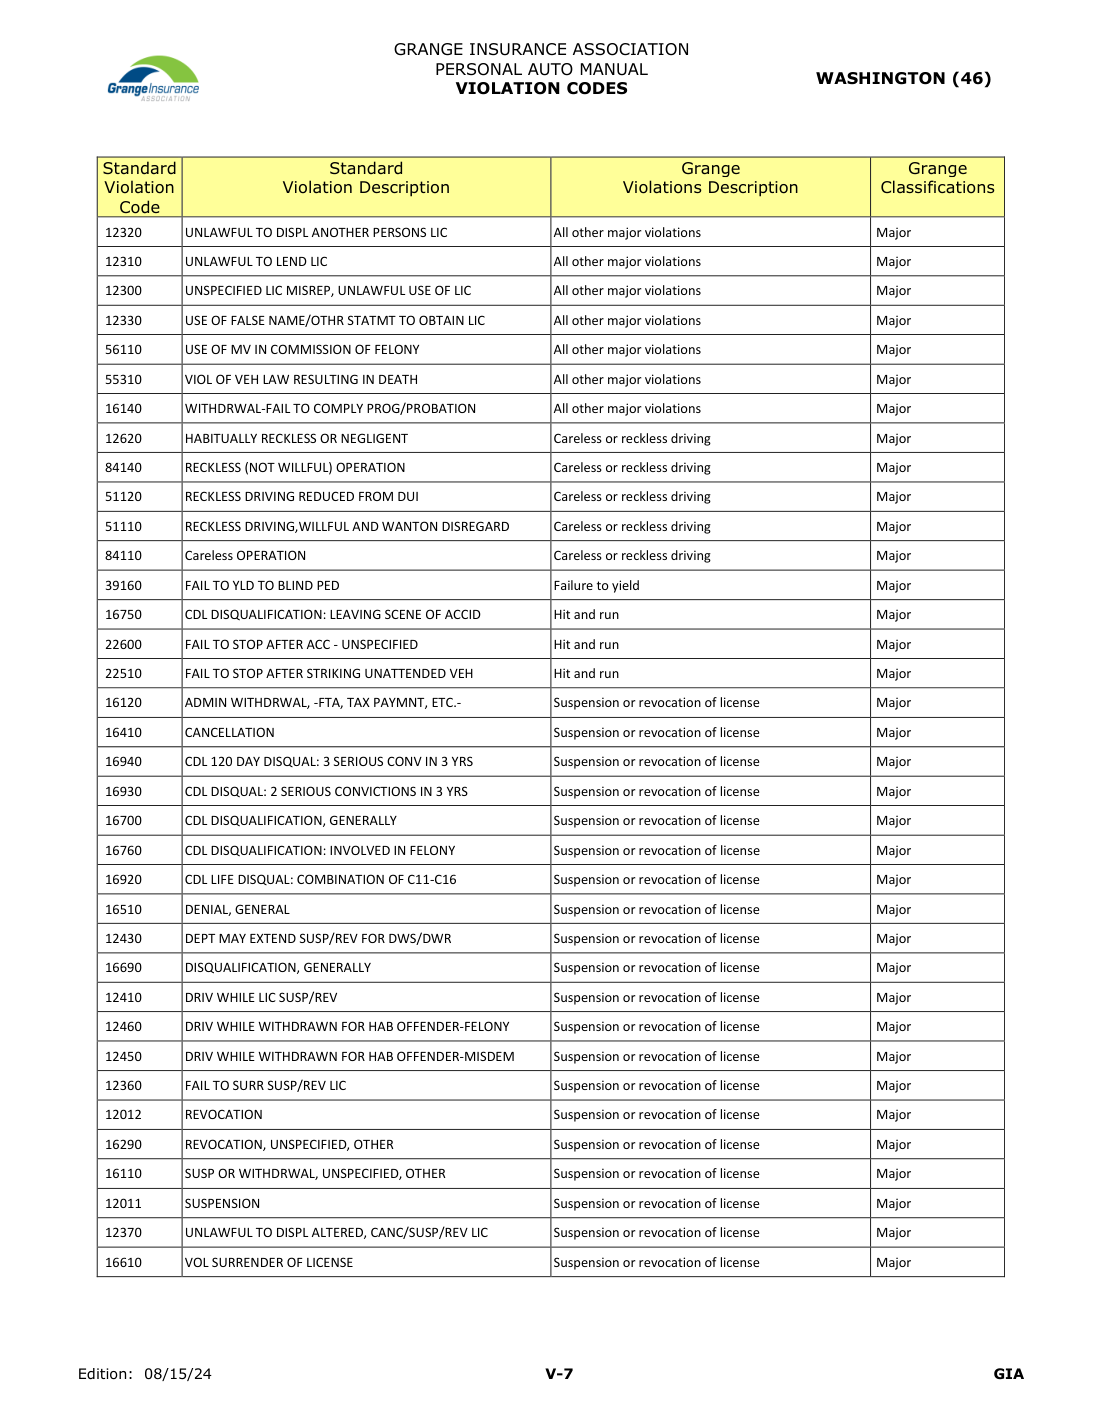 GrangeInsurance
ASSOCIATION
GRANGE INSURANCE ASSOCIATION
PERSONAL AUTO MANUAL
VIOLATION CODES
WASHINGTON (46)
Standard Violation Code | Standard Violation Description | Grange Violations Description | Grange Classifications
12320 | UNLAWFUL TO DISPL ANOTHER PERSONS LIC | All other major violations | Major
12310 | UNLAWFUL TO LEND LIC | All other major violations | Major
12300 | UNSPECIFIED LIC MISREP, UNLAWFUL USE OF LIC | All other major violations | Major
12330 | USE OF FALSE NAME/OTHR STATMT TO OBTAIN LIC | All other major violations | Major
56110 | USE OF MV IN COMMISSION OF FELONY | All other major violations | Major
55310 | VIOL OF VEH LAW RESULTING IN DEATH | All other major violations | Major
16140 | WITHDRWAL-FAIL TO COMPLY PROG/PROBATION | All other major violations | Major
12620 | HABITUALLY RECKLESS OR NEGLIGENT | Careless or reckless driving | Major
84140 | RECKLESS (NOT WILLFUL) OPERATION | Careless or reckless driving | Major
51120 | RECKLESS DRIVING REDUCED FROM DUI | Careless or reckless driving | Major
51110 | RECKLESS DRIVING,WILLFUL AND WANTON DISREGARD | Careless or reckless driving | Major
84110 | Careless OPERATION | Careless or reckless driving | Major
39160 | FAIL TO YLD TO BLIND PED | Failure to yield | Major
16750 | CDL DISQUALIFICATION: LEAVING SCENE OF ACCID | Hit and run | Major
22600 | FAIL TO STOP AFTER ACC - UNSPECIFIED | Hit and run | Major
22510 | FAIL TO STOP AFTER STRIKING UNATTENDED VEH | Hit and run | Major
16120 | ADMIN WITHDRWAL, -FTA, TAX PAYMNT, ETC.- | Suspension or revocation of license | Major
16410 | CANCELLATION | Suspension or revocation of license | Major
16940 | CDL 120 DAY DISQUAL: 3 SERIOUS CONV IN 3 YRS | Suspension or revocation of license | Major
16930 | CDL DISQUAL: 2 SERIOUS CONVICTIONS IN 3 YRS | Suspension or revocation of license | Major
16700 | CDL DISQUALIFICATION, GENERALLY | Suspension or revocation of license | Major
16760 | CDL DISQUALIFICATION: INVOLVED IN FELONY | Suspension or revocation of license | Major
16920 | CDL LIFE DISQUAL: COMBINATION OF C11-C16 | Suspension or revocation of license | Major
16510 | DENIAL, GENERAL | Suspension or revocation of license | Major
12430 | DEPT MAY EXTEND SUSP/REV FOR DWS/DWR | Suspension or revocation of license | Major
16690 | DISQUALIFICATION, GENERALLY | Suspension or revocation of license | Major
12410 | DRIV WHILE LIC SUSP/REV | Suspension or revocation of license | Major
12460 | DRIV WHILE WITHDRAWN FOR HAB OFFENDER-FELONY | Suspension or revocation of license | Major
12450 | DRIV WHILE WITHDRAWN FOR HAB OFFENDER-MISDEM | Suspension or revocation of license | Major
12360 | FAIL TO SURR SUSP/REV LIC | Suspension or revocation of license | Major
12012 | REVOCATION | Suspension or revocation of license | Major
16290 | REVOCATION, UNSPECIFIED, OTHER | Suspension or revocation of license | Major
16110 | SUSP OR WITHDRWAL, UNSPECIFIED, OTHER | Suspension or revocation of license | Major
12011 | SUSPENSION | Suspension or revocation of license | Major
12370 | UNLAWFUL TO DISPL ALTERED, CANC/SUSP/REV LIC | Suspension or revocation of license | Major
16610 | VOL SURRENDER OF LICENSE | Suspension or revocation of license | Major
Edition: 08/15/24
V-7
GIA